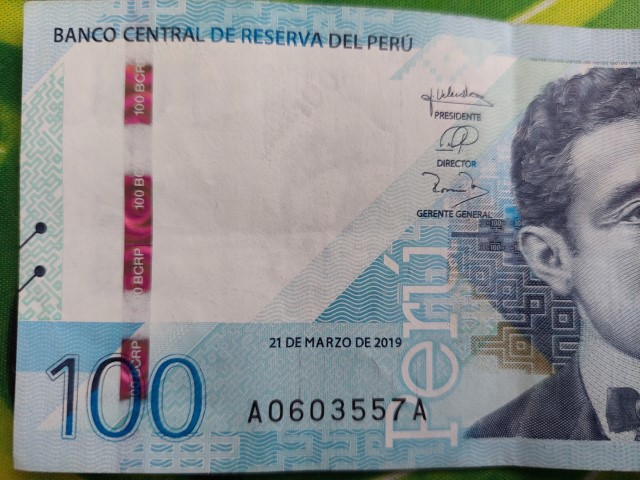 BANCO CENTRAL DE RESERVA DEL PERÚ
100
100 BCRP
100 BCRP
100 BCRP
100 BCRP
21 DE MARZO DE 2019
A0603557A
PRESIDENTE
DIRECTOR
GERENTE GENERAL
Perú